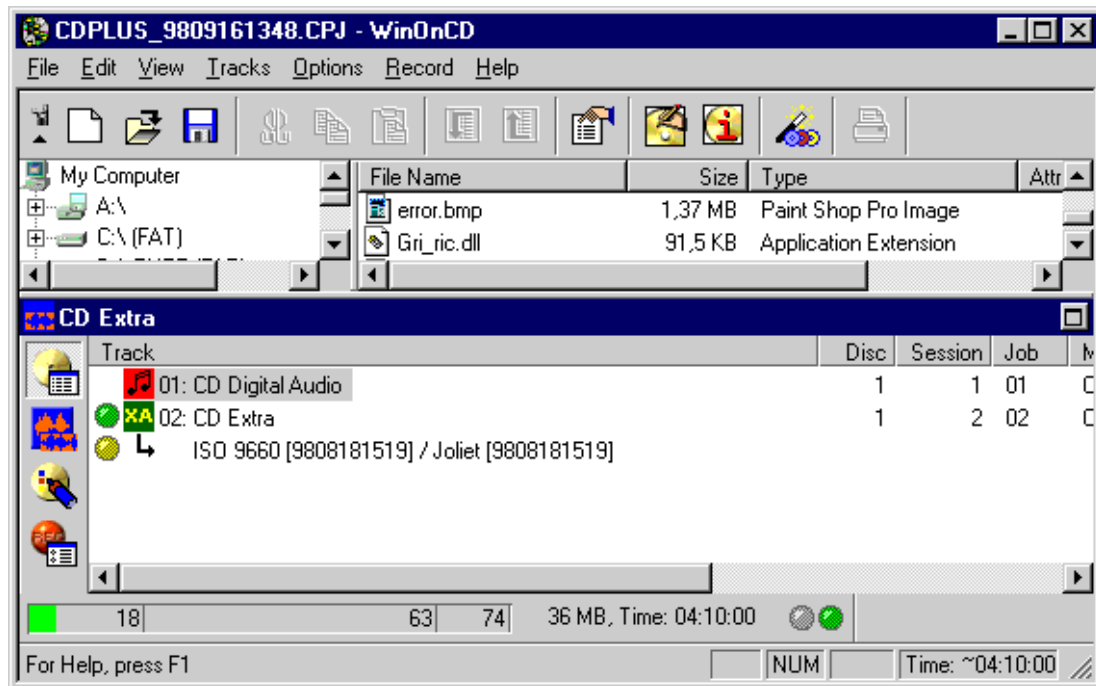 CDPLUS_9809161348.CPJ - WinOnCD
File Edit View Tracks Options Record Help
My Computer
A:\
C:\ (FAT)
File Name Size Type Attr
error.bmp 1,37 MB Paint Shop Pro Image
Gri_ric.dll 91,5 KB Application Extension
CD Extra
Track Disc Session Job
01: CD Digital Audio 1 1 01
XA 02: CD Extra 1 2 02
ISO 9660 [9808181519] / Joliet [9808181519]
18 63 74 36 MB, Time: 04:10:00
For Help, press F1 NUM Time: ~04:10:00